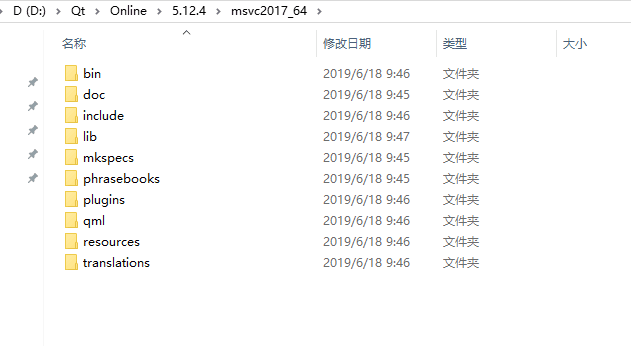 D (D:) > Qt > Online > 5.12.4 > msvc2017_64 >
名称 修改日期 类型 大小
bin 2019/6/18 9:46 文件夹
doc 2019/6/18 9:45 文件夹
include 2019/6/18 9:46 文件夹
lib 2019/6/18 9:47 文件夹
mkspecs 2019/6/18 9:45 文件夹
phrasebooks 2019/6/18 9:45 文件夹
plugins 2019/6/18 9:46 文件夹
qml 2019/6/18 9:46 文件夹
resources 2019/6/18 9:46 文件夹
translations 2019/6/18 9:46 文件夹